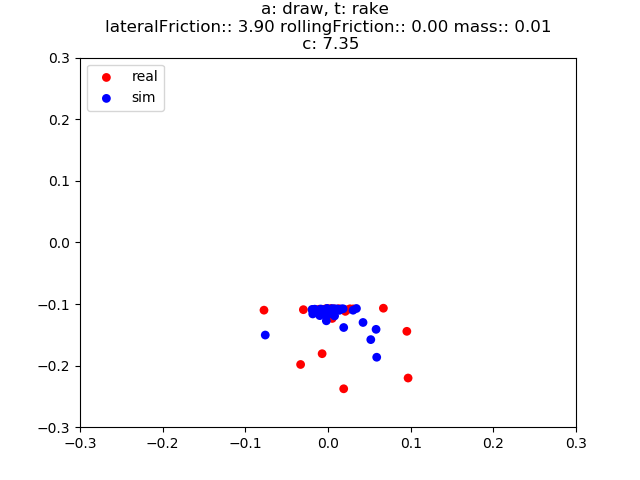 a: draw, t: rake
lateralFriction:: 3.90 rollingFriction:: 0.00 mass:: 0.01
c: 7.35
real
sim
0.3
0.2
0.1
0.0
−0.1
−0.2
−0.3
−0.3 −0.2 −0.1 0.0 0.1 0.2 0.3